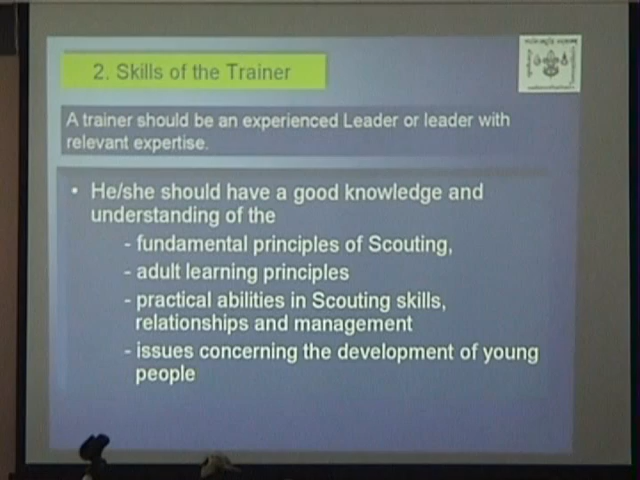 2. Skills of the Trainer
A trainer should be an experienced Leader or leader with
relevant expertise.
• He/she should have a good knowledge and
understanding of the
- fundamental principles of Scouting,
- adult learning principles
- practical abilities in Scouting skills,
relationships and management
- issues concerning the development of young
people